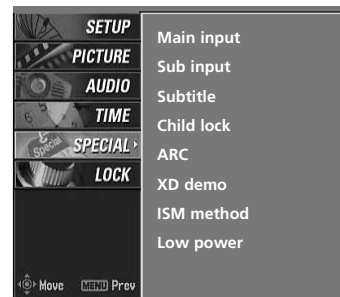 SETUP
PICTURE
AUDIO
TIME
SPECIAL
LOCK
Move MENU Prev
Main input
Sub input
Subtitle
Child lock
ARC
XD demo
ISM method
Low power